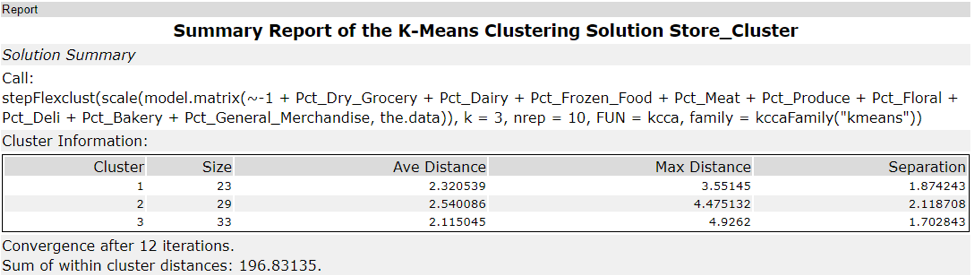 Report
Summary Report of the K-Means Clustering Solution Store_Cluster
Solution Summary
Call:
stepFlexclust(scale(model.matrix(~-1 + Pct_Dry_Grocery + Pct_Dairy + Pct_Frozen_Food + Pct_Meat + Pct_Produce + Pct_Floral +
Pct_Deli + Pct_Bakery + Pct_General_Merchandise, the.data)), k = 3, nrep = 10, FUN = kcca, family = kccaFamily("kmeans"))
Cluster Information:
Cluster Size Ave Distance Max Distance Separation
1 23 2.320539 3.55145 1.874243
2 29 2.540086 4.475132 2.118708
3 33 2.115045 4.9262 1.702843
Convergence after 12 iterations.
Sum of within cluster distances: 196.83135.